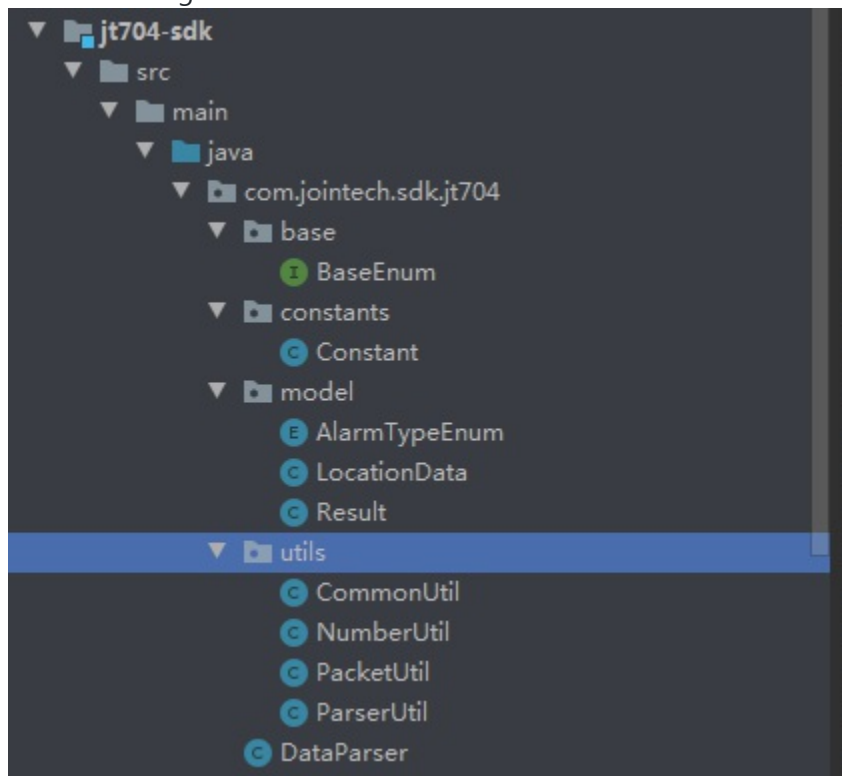 jt704-sdk
src
main
java
com.jointech.sdk.jt704
base
I BaseEnum
constants
C Constant
model
E AlarmTypeEnum
C LocationData
C Result
utils
C CommonUtil
C NumberUtil
C PacketUtil
C ParserUtil
C DataParser